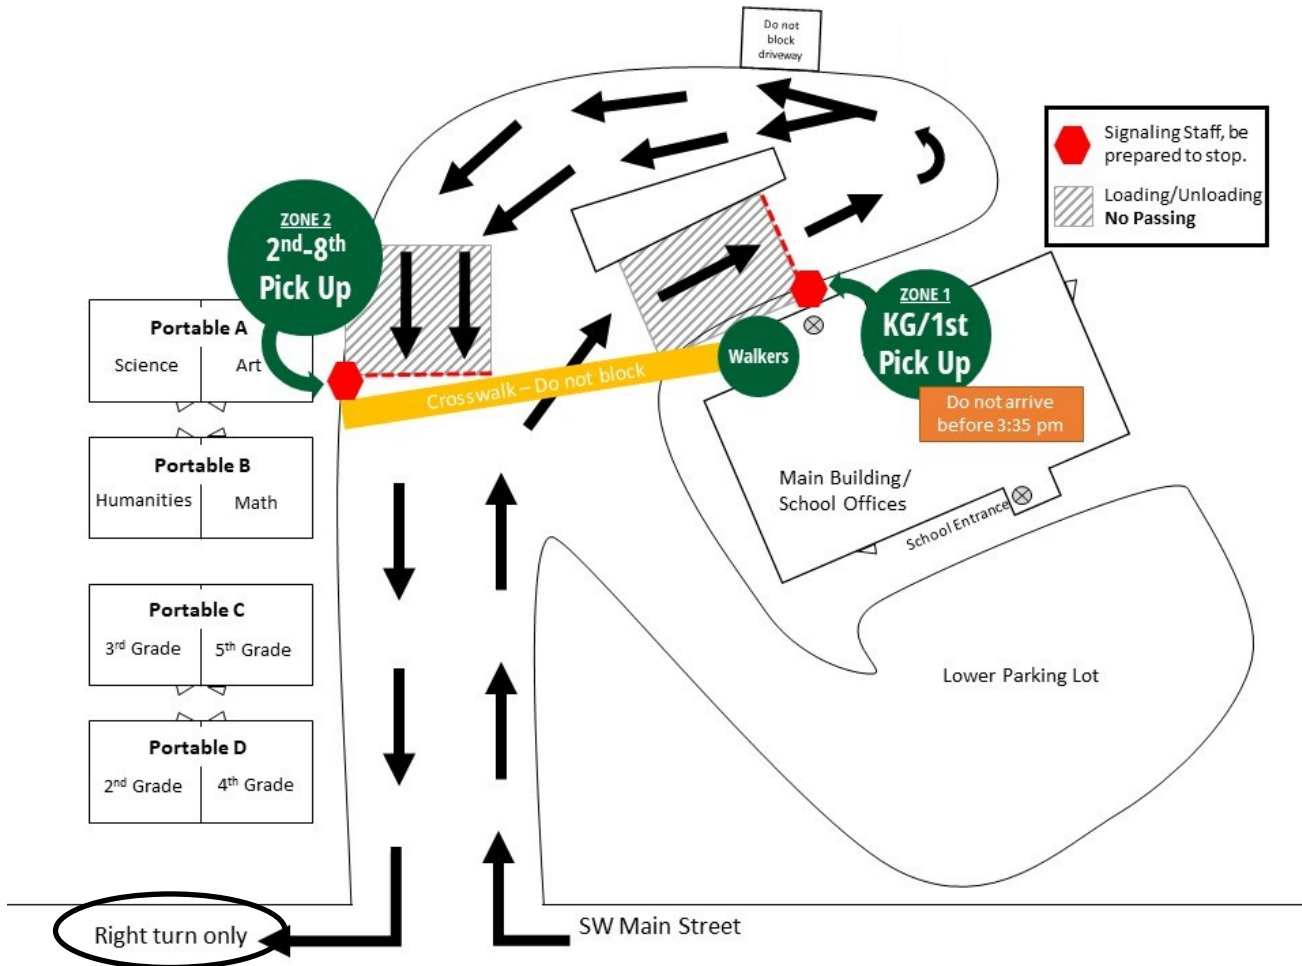 Do not
block
driveway
Signaling Staff, be
prepared to stop.
Loading/Unloading
No Passing
ZONE 2
2nd-8th
Pick Up
ZONE 1
KG/1st
Pick Up
Walkers
Do not arrive
before 3:35 pm
Crosswalk – Do not block
Portable A
Science Art
Portable B
Humanities Math
Portable C
3rd Grade 5th Grade
Portable D
2nd Grade 4th Grade
Main Building/
School Offices
School Entrance
Lower Parking Lot
Right turn only
SW Main Street